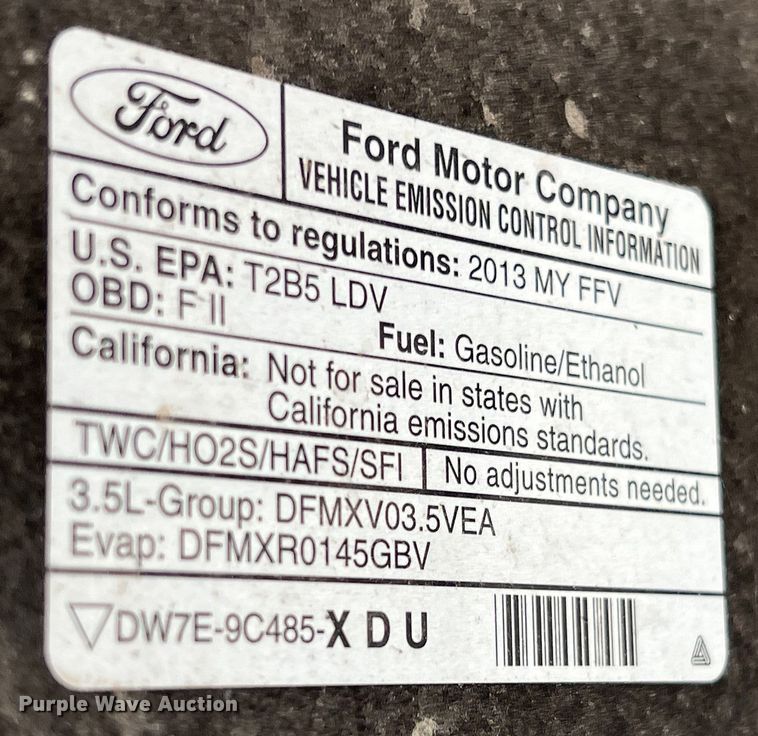 Ford
Ford Motor Company
VEHICLE EMISSION CONTROL INFORMATION
Conforms to regulations: 2013 MY FFV
U.S. EPA: T2B5 LDV
OBD: F II
Fuel: Gasoline/Ethanol
California: Not for sale in states with
California emissions standards.
TWC/HO2S/HAFS/SFI
No adjustments needed.
3.5L-Group: DFMXV03.5VEA
Evap: DFMXR0145GBV
DW7E-9C485-X D U
Purple Wave Auction